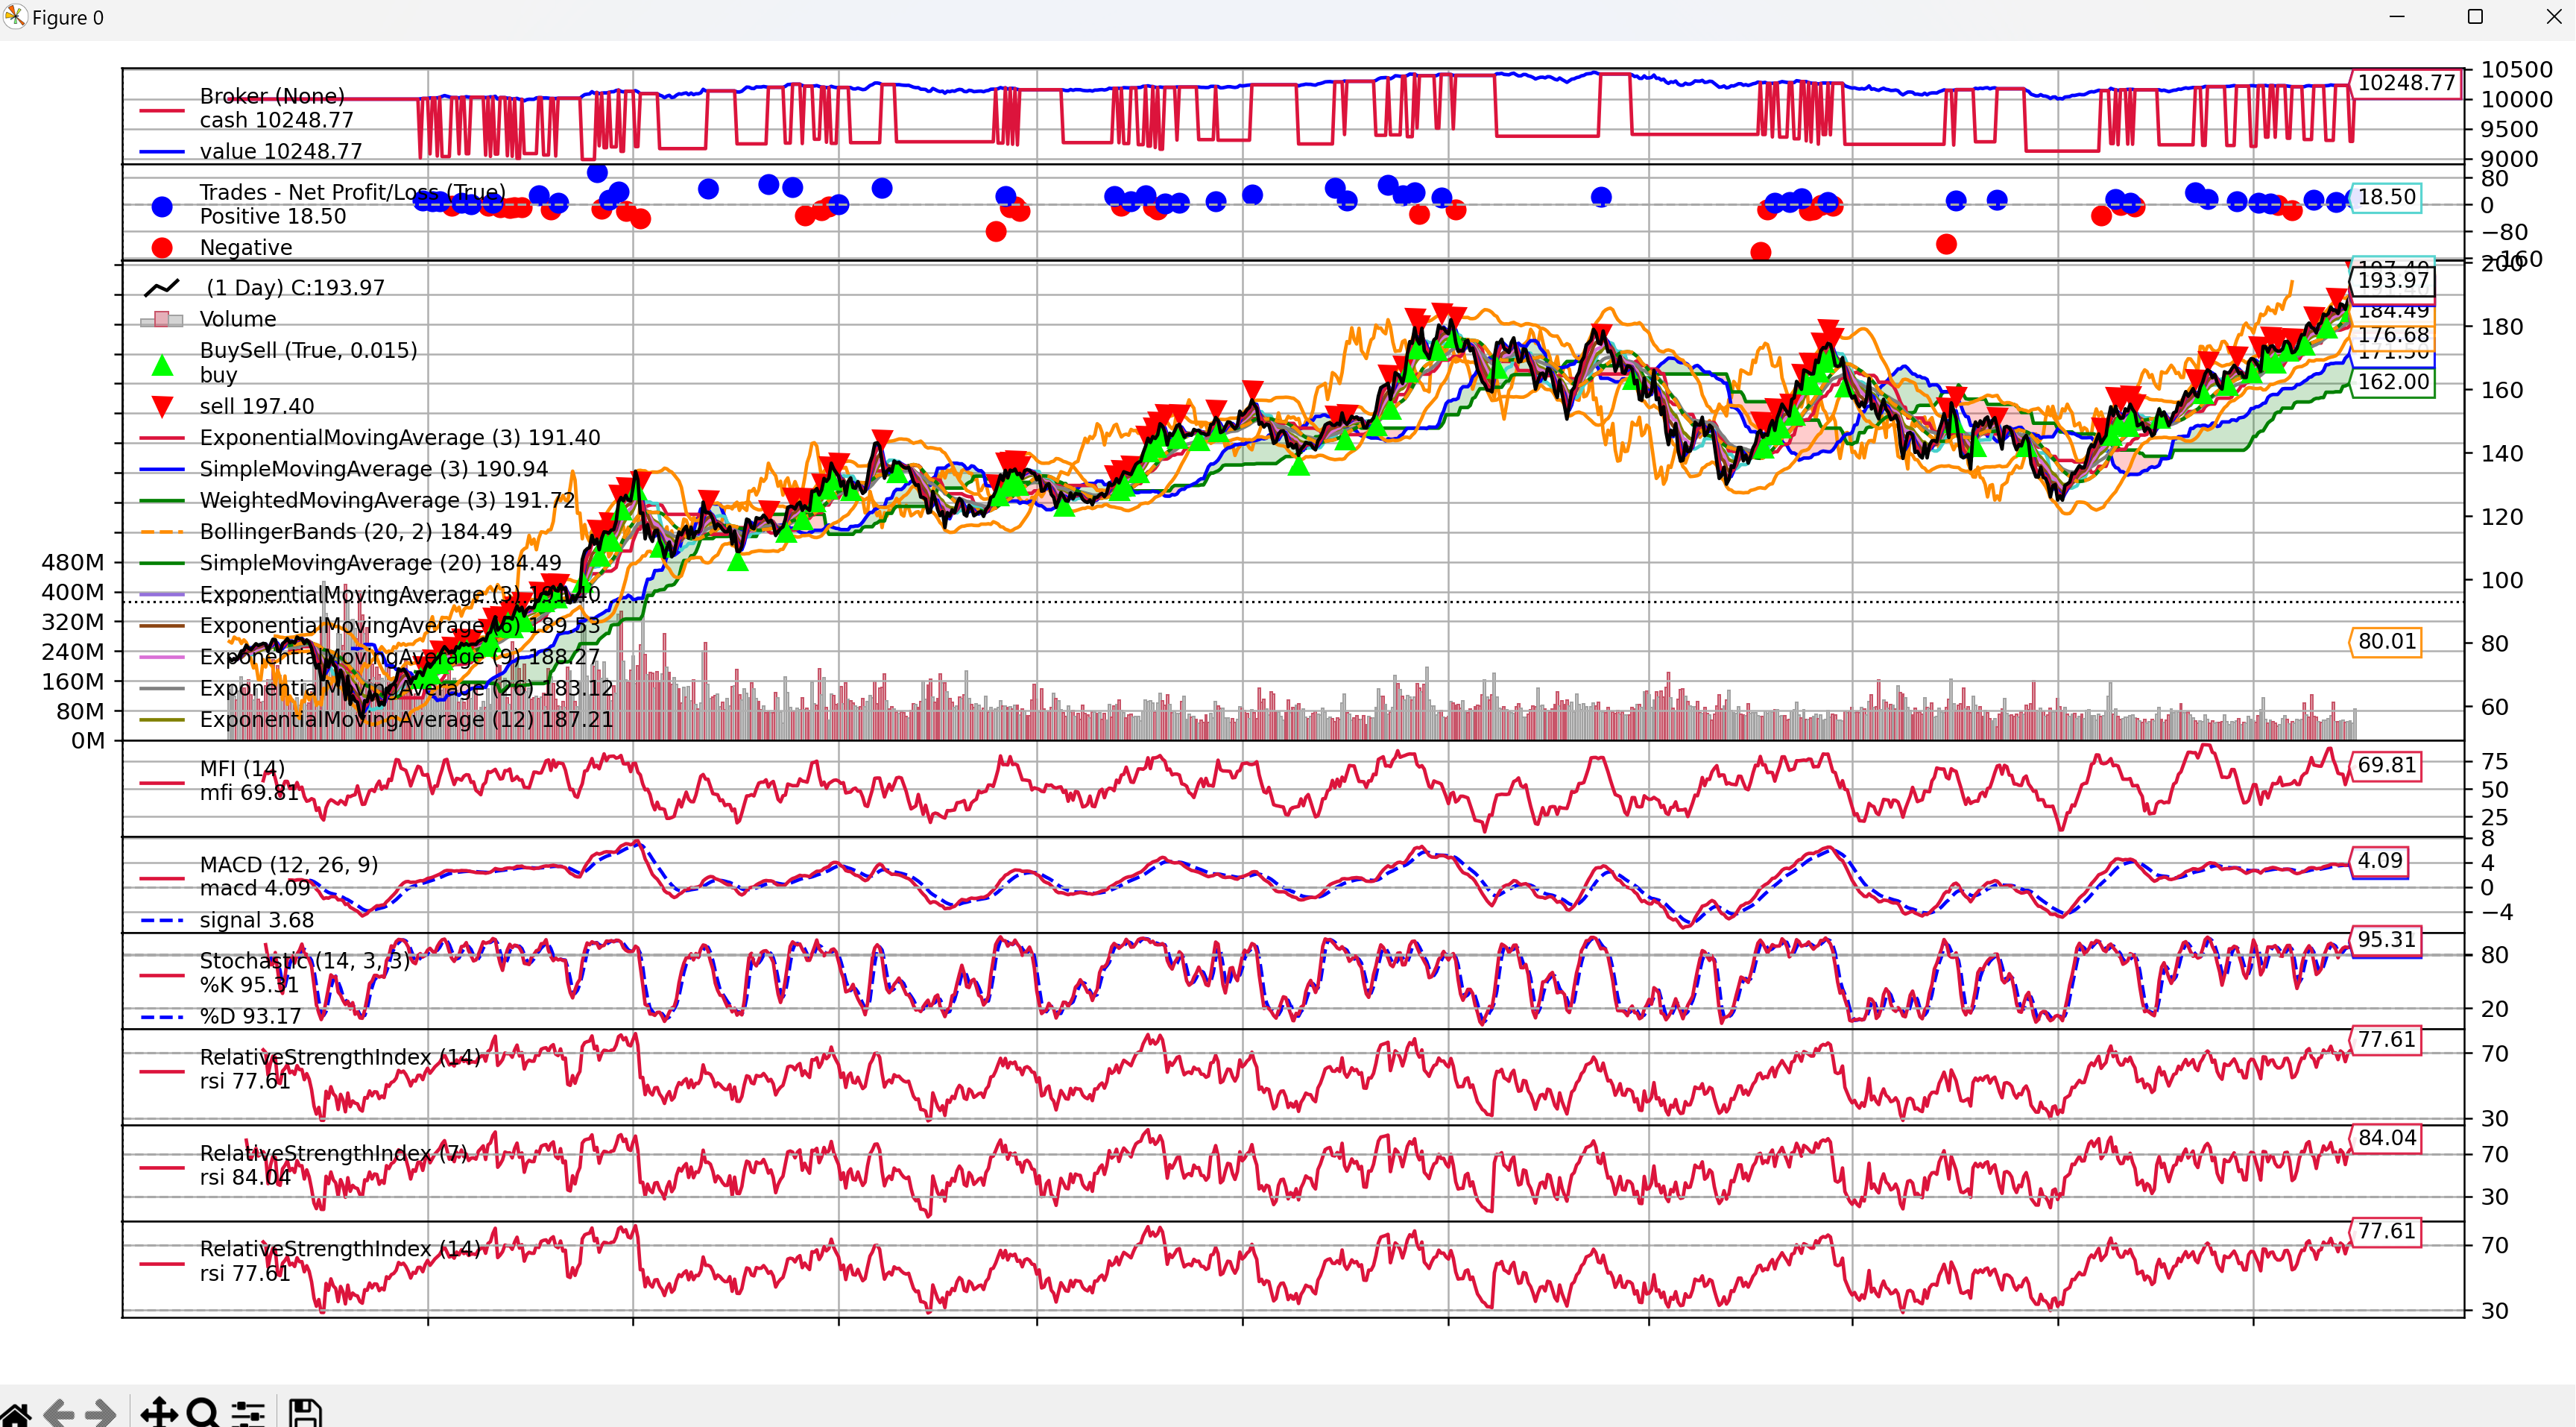 Figure 0
Broker (None)
cash 10248.77
value 10248.77
10248.77
10500
10000
9500
9000
Trades - Net Profit/Loss (True)
Positive 18.50
Negative
18.50
80
0
−80
−160
(1 Day) C:193.97
Volume
BuySell (True, 0.015)
buy
sell 197.40
ExponentialMovingAverage (3) 191.40
SimpleMovingAverage (3) 190.94
WeightedMovingAverage (3) 191.72
BollingerBands (20, 2) 184.49
SimpleMovingAverage (20) 184.49
ExponentialMovingAverage (3) 191.40
ExponentialMovingAverage (6) 189.53
ExponentialMovingAverage (9) 188.27
ExponentialMovingAverage (26) 183.12
ExponentialMovingAverage (12) 187.21
480M
400M
320M
240M
160M
80M
0M
197.40
193.97
184.49
176.68
171.50
162.00
80.01
200
180
160
140
120
100
80
60
MFI (14)
mfi 69.81
69.81
75
50
25
MACD (12, 26, 9)
macd 4.09
signal 3.68
4.09
8
4
0
−4
Stochastic (14, 3, 3)
%K 95.31
%D 93.17
95.31
80
20
RelativeStrengthIndex (14)
rsi 77.61
77.61
70
30
RelativeStrengthIndex (7)
rsi 84.04
84.04
70
30
RelativeStrengthIndex (14)
rsi 77.61
77.61
70
30